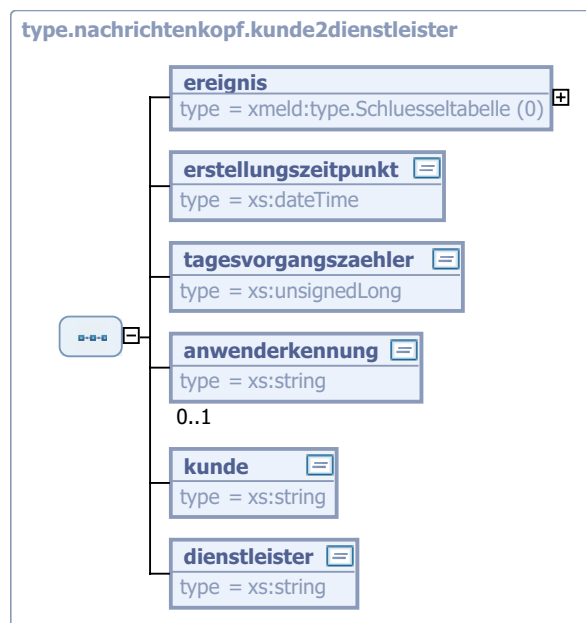 type.nachrichtenkopf.kunde2dienstleister
ereignis
type = xmeld:type.Schluesseltabelle (0)
erstellungszeitpunkt
type = xs:dateTime
tagesvorgangszaehler
type = xs:unsignedLong
anwenderkennung
type = xs:string
0..1
kunde
type = xs:string
dienstleister
type = xs:string